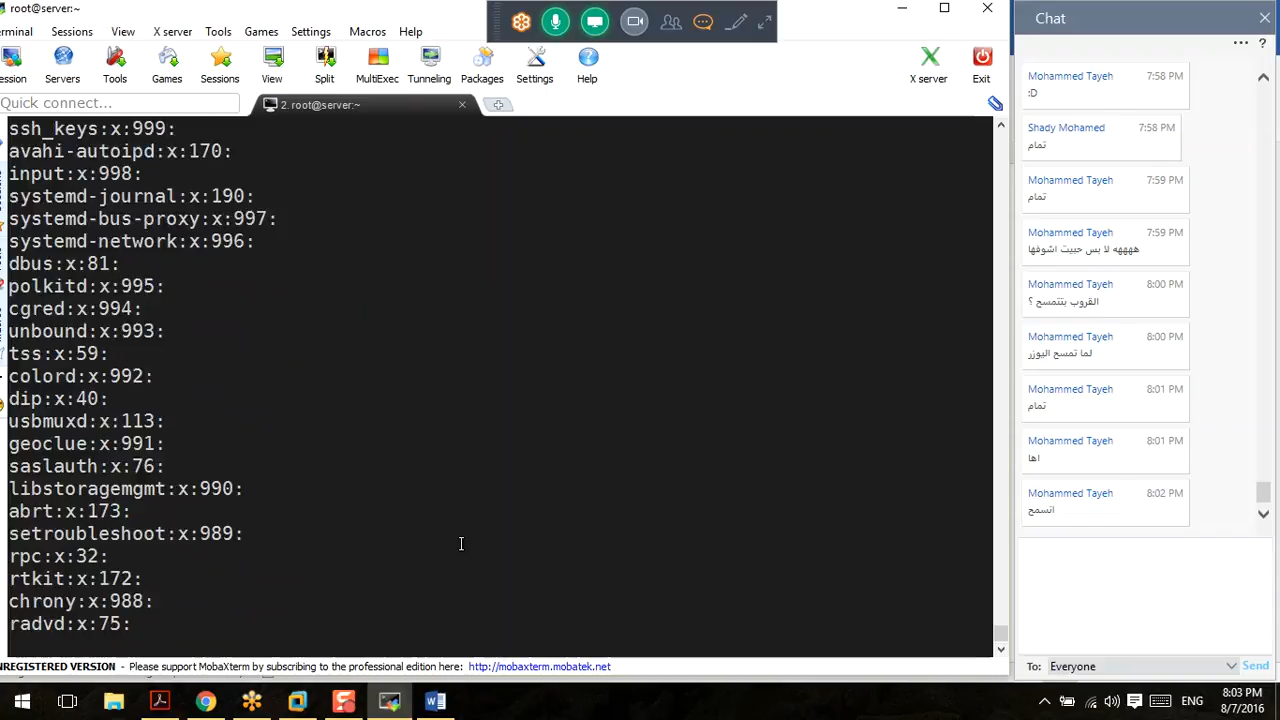 root@server:~
erminal Sessions View X server Tools Games Settings Macros Help
ession Servers Tools Games Sessions View Split MultiExec Tunneling Packages Settings Help X server Exit
Quick connect...
2. root@server:~
ssh_keys:x:999:
avahi-autoipd:x:170:
input:x:998:
systemd-journal:x:190:
systemd-bus-proxy:x:997:
systemd-network:x:996:
dbus:x:81:
polkitd:x:995:
cgred:x:994:
unbound:x:993:
tss:x:59:
colord:x:992:
dip:x:40:
usbmuxd:x:113:
geoclue:x:991:
saslauth:x:76:
libstoragemgmt:x:990:
abrt:x:173:
setroubleshoot:x:989:
rpc:x:32:
rtkit:x:172:
chrony:x:988:
radvd:x:75:
NREGISTERED VERSION - Please support MobaXterm by subscribing to the professional edition here: http://mobaxterm.mobatek.net
Chat
Mohammed Tayeh 7:58 PM
:D
Shady Mohamed 7:58 PM
تمام
Mohammed Tayeh 7:59 PM
تمام
Mohammed Tayeh 7:59 PM
ههههه لا بس حبيت اشوفها
Mohammed Tayeh 8:00 PM
القروب بتتمسح ؟
Mohammed Tayeh 8:00 PM
لما تمسح اليوزر
Mohammed Tayeh 8:01 PM
تمام
Mohammed Tayeh 8:01 PM
اها
Mohammed Tayeh 8:02 PM
اتسمح
To: Everyone Send
ENG
8:03 PM
8/7/2016